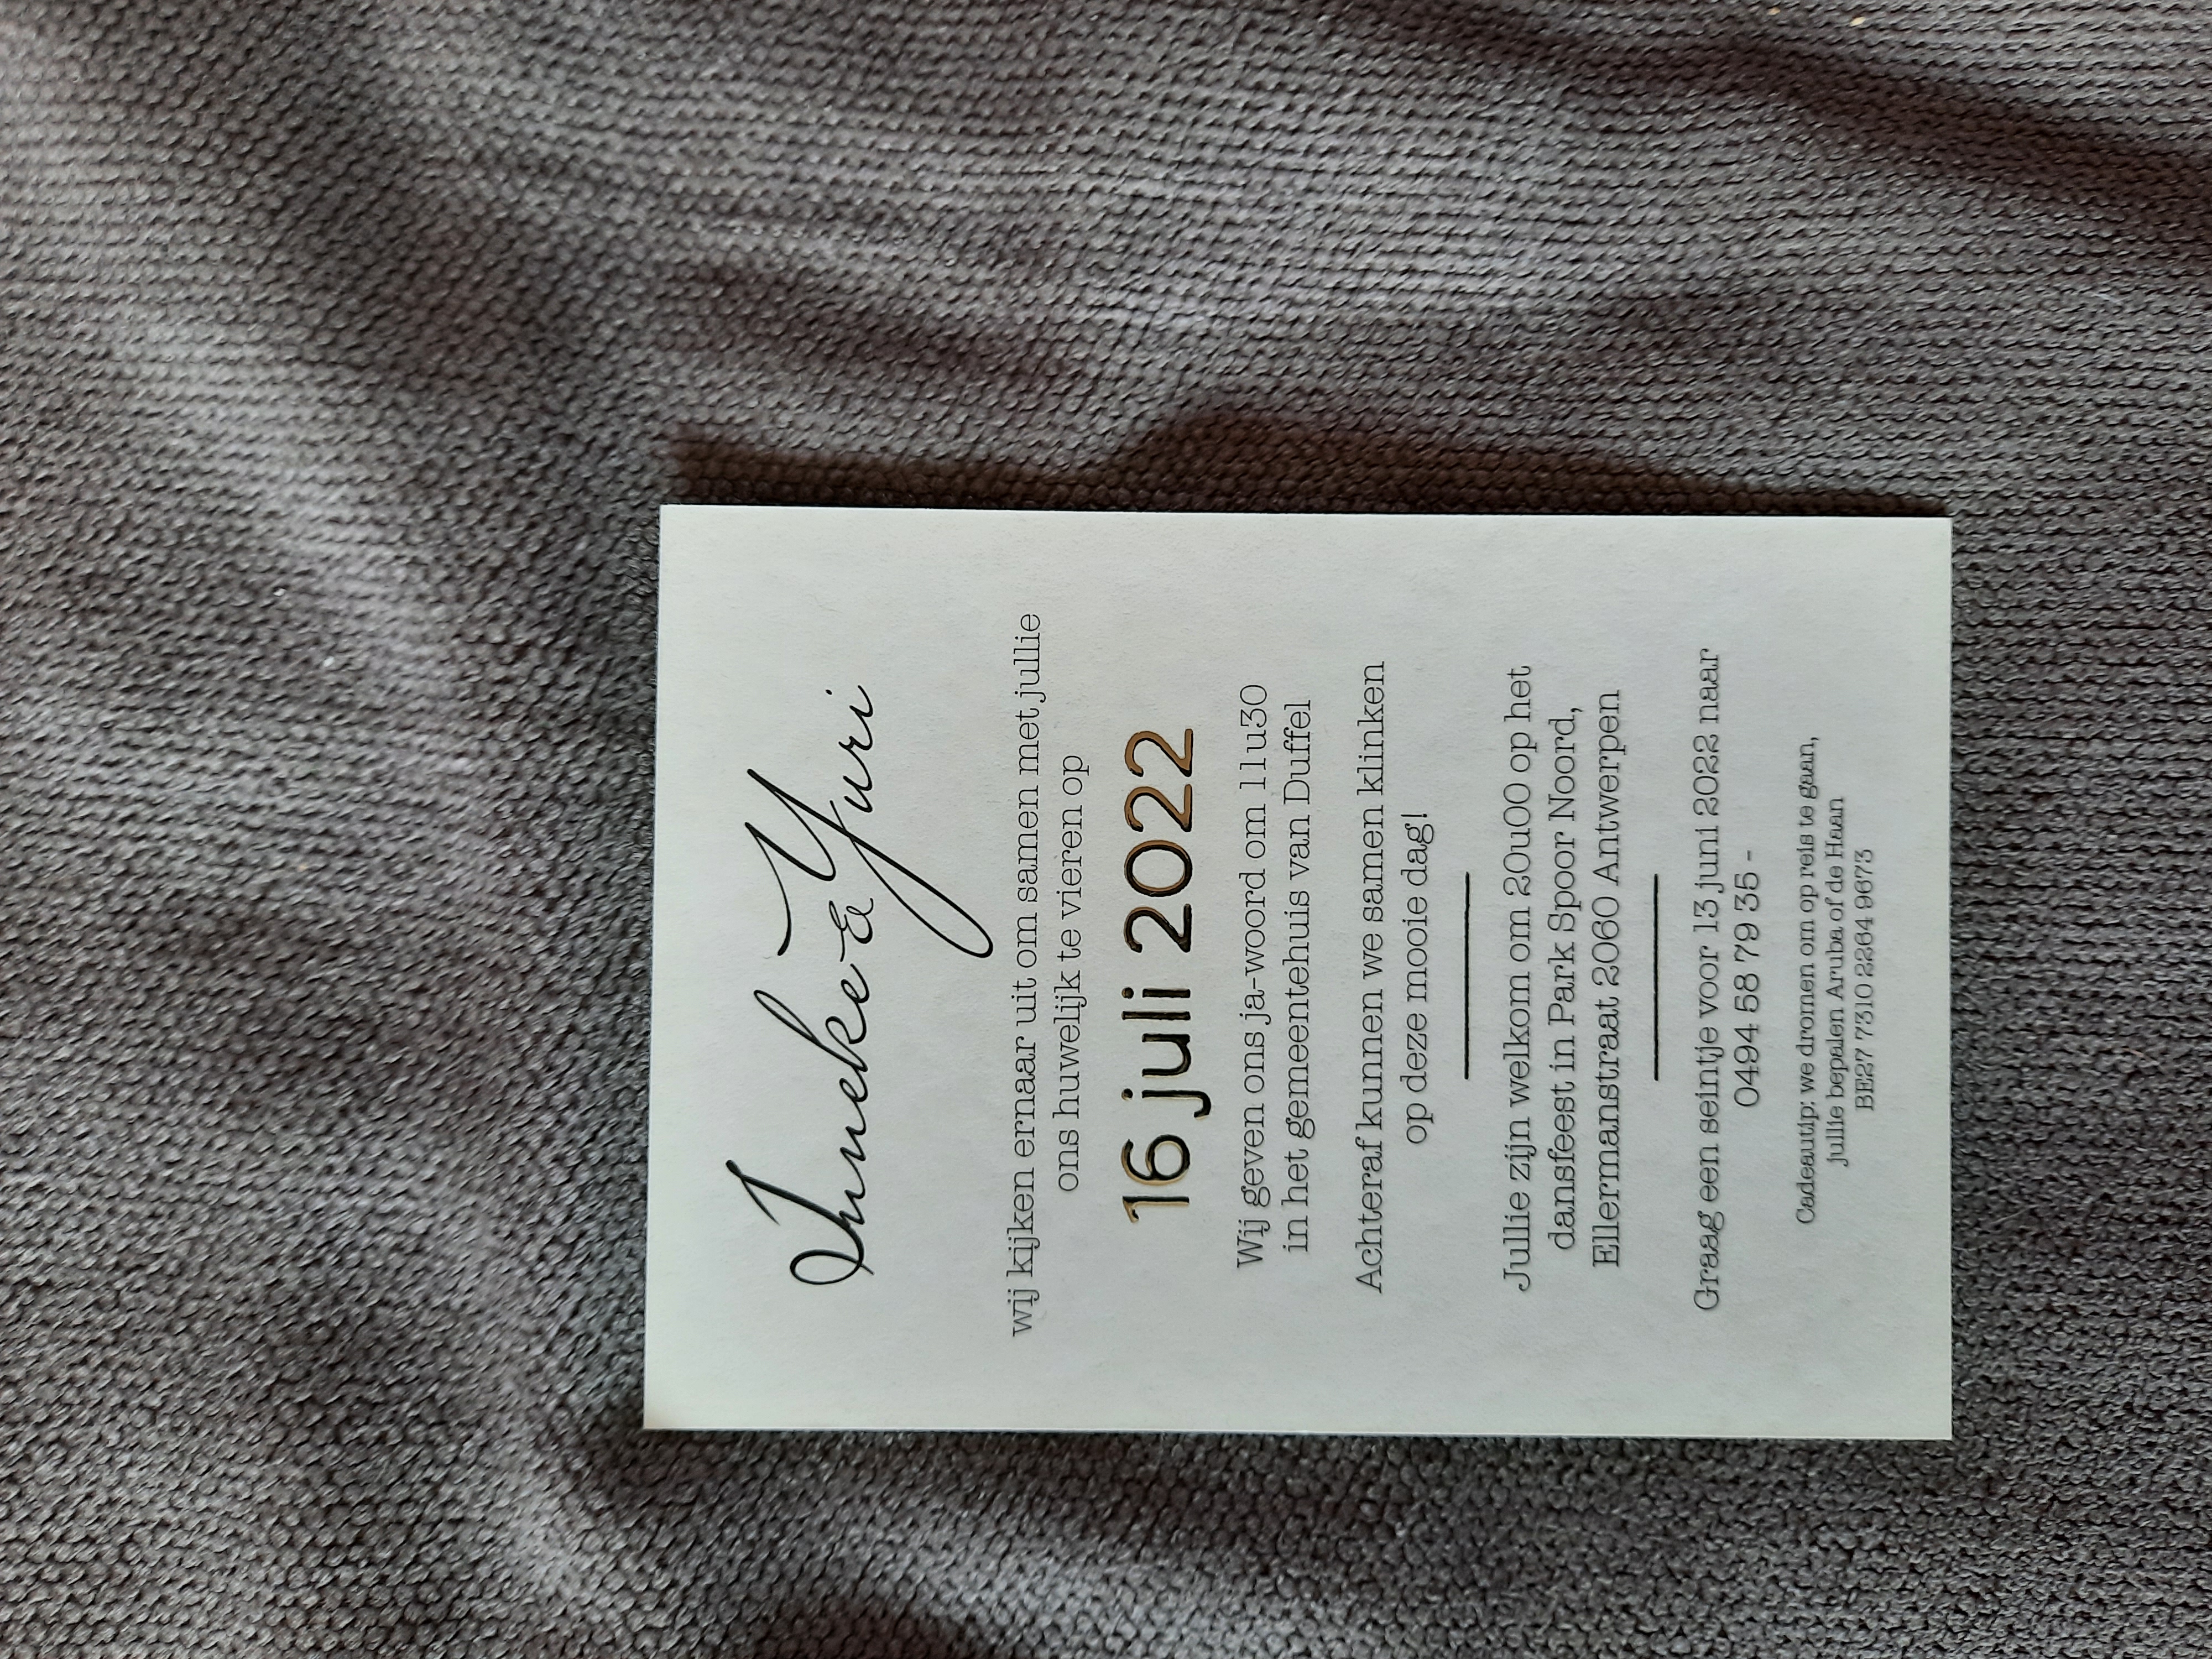 Inneke & Yuri
wij kijken ernaar uit om samen met jullie
ons huwelijk te vieren op
16 juli 2022
Wij geven ons ja-woord om 11u30
in het gemeentehuis van Duffel
Achteraf kunnen we samen klinken
op deze mooie dag!
Jullie zijn welkom om 20u00 op het
dansfeest in Park Spoor Noord,
Ellermanstraat 2060 Antwerpen
Graag een seintje voor 13 juni 2022 naar
0494 58 79 35 -
Cadeautip: we dromen om op reis te gaan,
jullie bepalen Aruba of de Haan
BE27 7310 2264 9673